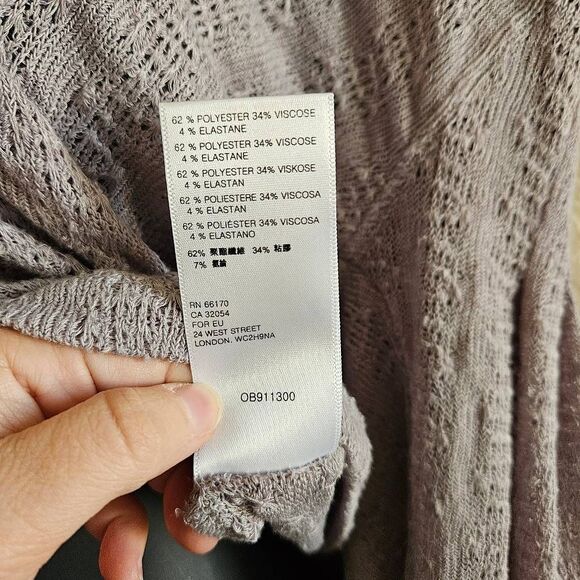 62 % POLYESTER 34% VISCOSE
4 % ELASTANE
62 % POLYESTER 34% VISCOSE
4 % ELASTANE
62 % POLYESTER 34% VISKOSE
4 % ELASTAN
62 % POLIESTERE 34% VISCOSA
4 % ELASTAN
62 % POLIÉSTER 34% VISCOSA
4 % ELASTANO
62% 聚酯纖維 34% 粘膠
7% 氨綸
RN 66170
CA 32054
FOR EU
24 WEST STREET
LONDON. WC2H9NA
OB911300